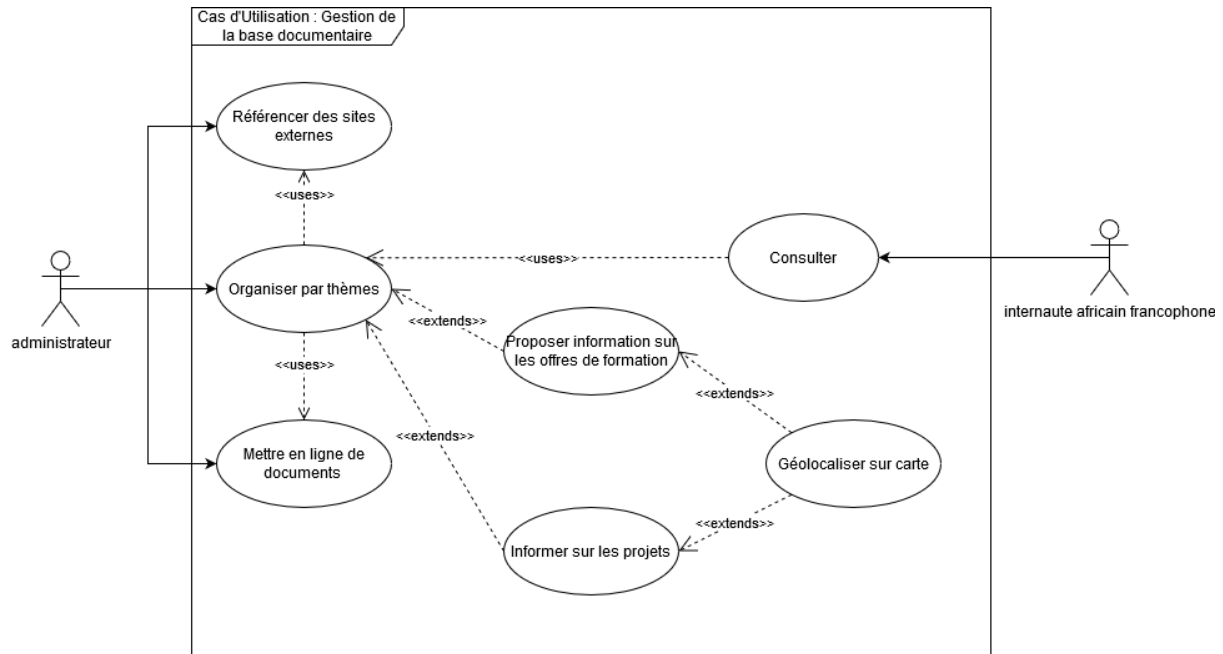 Cas d'Utilisation : Gestion de
la base documentaire
Référencer des sites
externes
<<uses>>
Consulter
<<uses>>
Organiser par thèmes
administrateur
internaute africain francophone
<<extends>>
Proposer information sur
les offres de formation
<<uses>>
<<extends>>
<<extends>>
Mettre en ligne de
documents
Géolocaliser sur carte
<<extends>>
Informer sur les projets